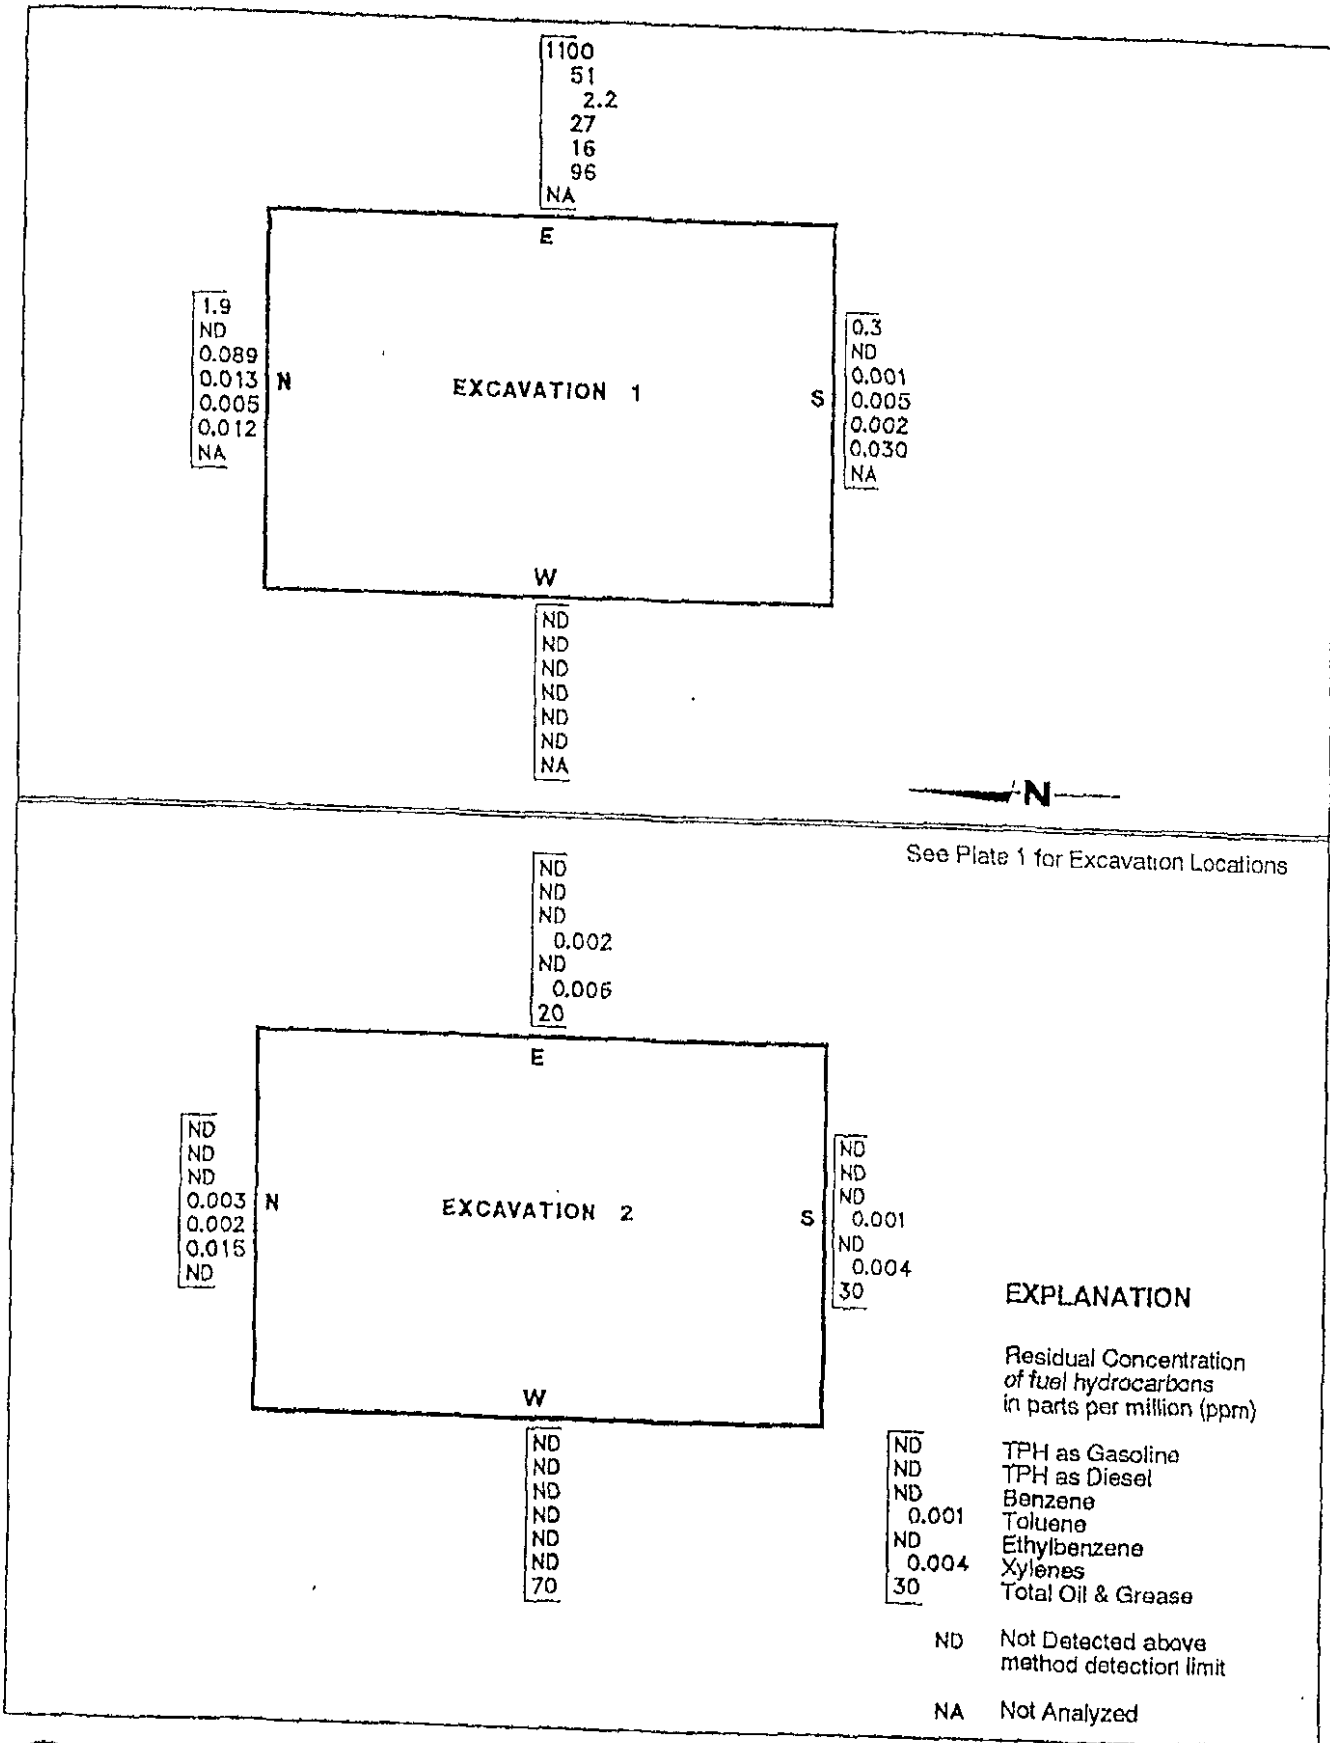 1100
51
2.2
27
16
96
NA
E
1.9
ND
0.089
0.013
0.005
0.012
NA
N
EXCAVATION 1
S
0.3
ND
0.001
0.005
0.002
0.030
NA
W
ND
ND
ND
ND
ND
ND
NA
N
See Plate 1 for Excavation Locations
ND
ND
ND
0.002
ND
0.006
20
E
ND
ND
ND
0.003
0.002
0.015
ND
N
EXCAVATION 2
S
ND
ND
ND
0.001
ND
0.004
30
W
ND
ND
ND
ND
ND
ND
70
EXPLANATION
Residual Concentration
of fuel hydrocarbons
in parts per million (ppm)
ND TPH as Gasoline
ND TPH as Diesel
ND Benzene
0.001 Toluene
ND Ethylbenzene
0.004 Xylenes
30 Total Oil & Grease
ND Not Detected above
method detection limit
NA Not Analyzed